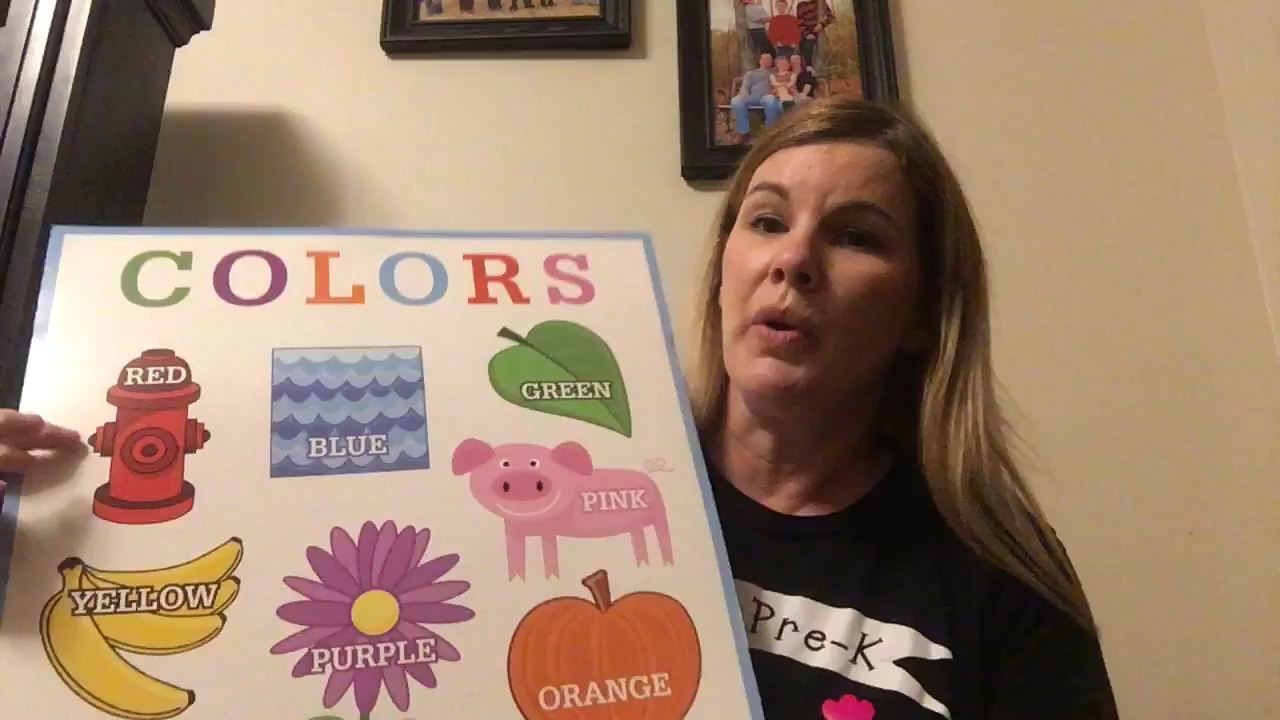 COLORS
RED
BLUE
GREEN
PINK
YELLOW
PURPLE
ORANGE
Pre-K